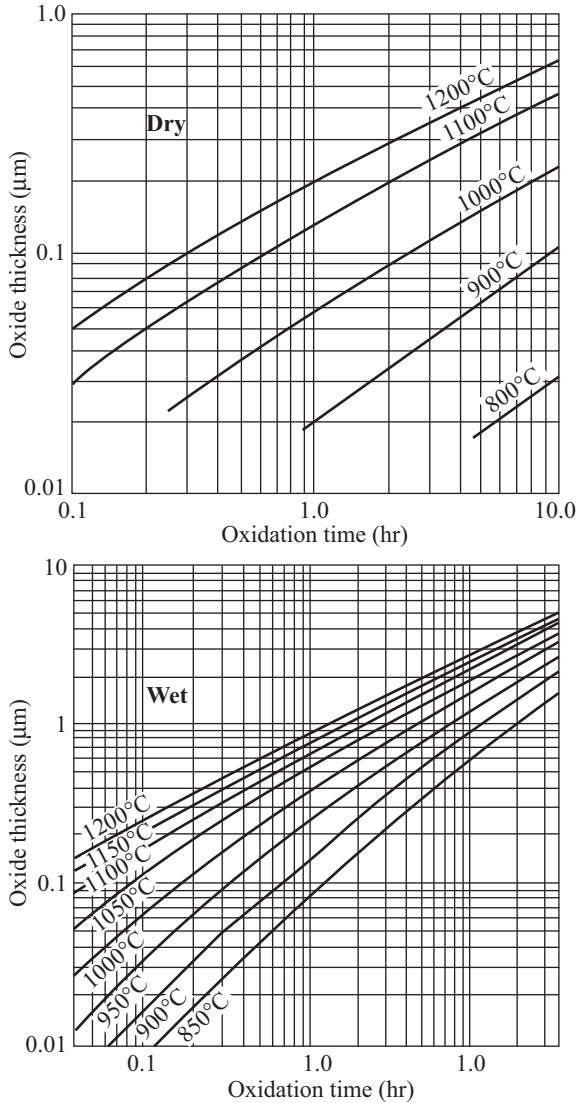 1.0
1200°C
1100°C
Dry
1000°C
Oxide thickness (μm)
0.1
900°C
800°C
0.01
0.1 1.0 10.0
Oxidation time (hr)
10
Wet
Oxide thickness (μm)
1
1200°C
1150°C
1100°C
0.1
1050°C
1000°C
950°C
900°C
850°C
0.01
0.1 1.0 1.0
Oxidation time (hr)